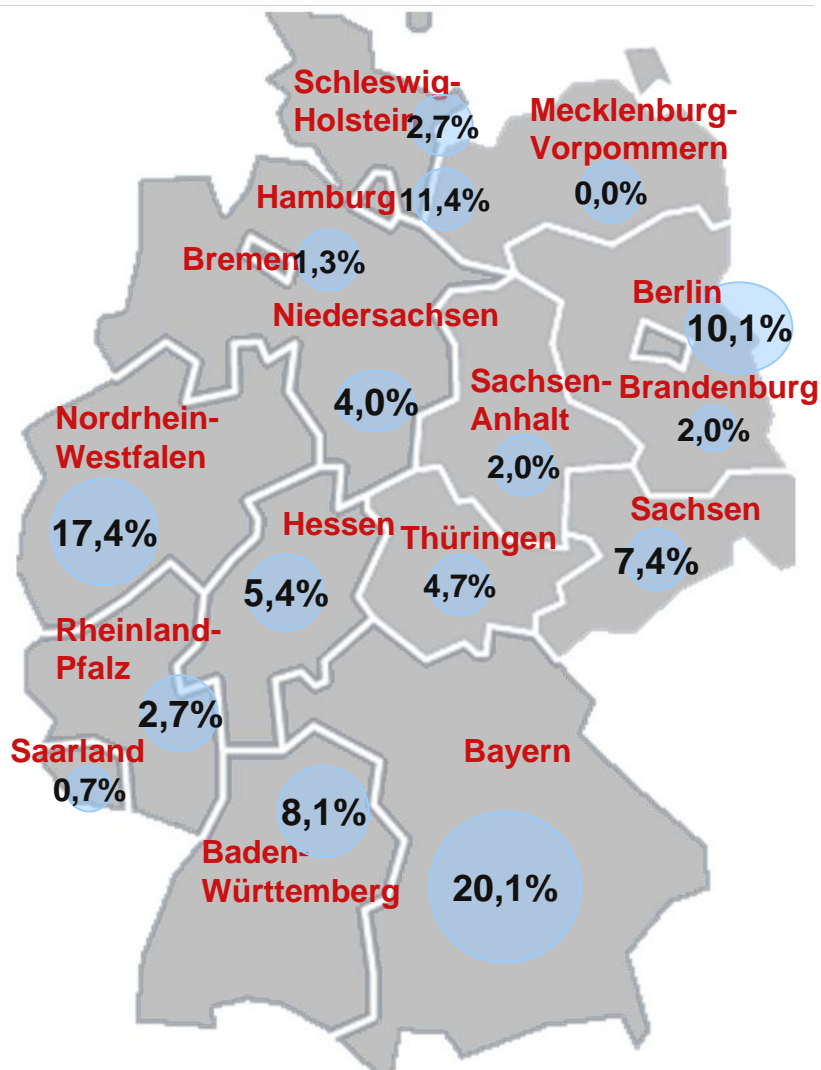 Schleswig-
Holstein
2,7%
Mecklenburg-
Vorpommern
0,0%
Hamburg
11,4%
Bremen
1,3%
Niedersachsen
4,0%
Berlin
10,1%
Brandenburg
2,0%
Sachsen-
Anhalt
2,0%
Nordrhein-
Westfalen
17,4%
Hessen
5,4%
Thüringen
4,7%
Sachsen
7,4%
Rheinland-
Pfalz
2,7%
Saarland
0,7%
Baden-
Württemberg
8,1%
Bayern
20,1%